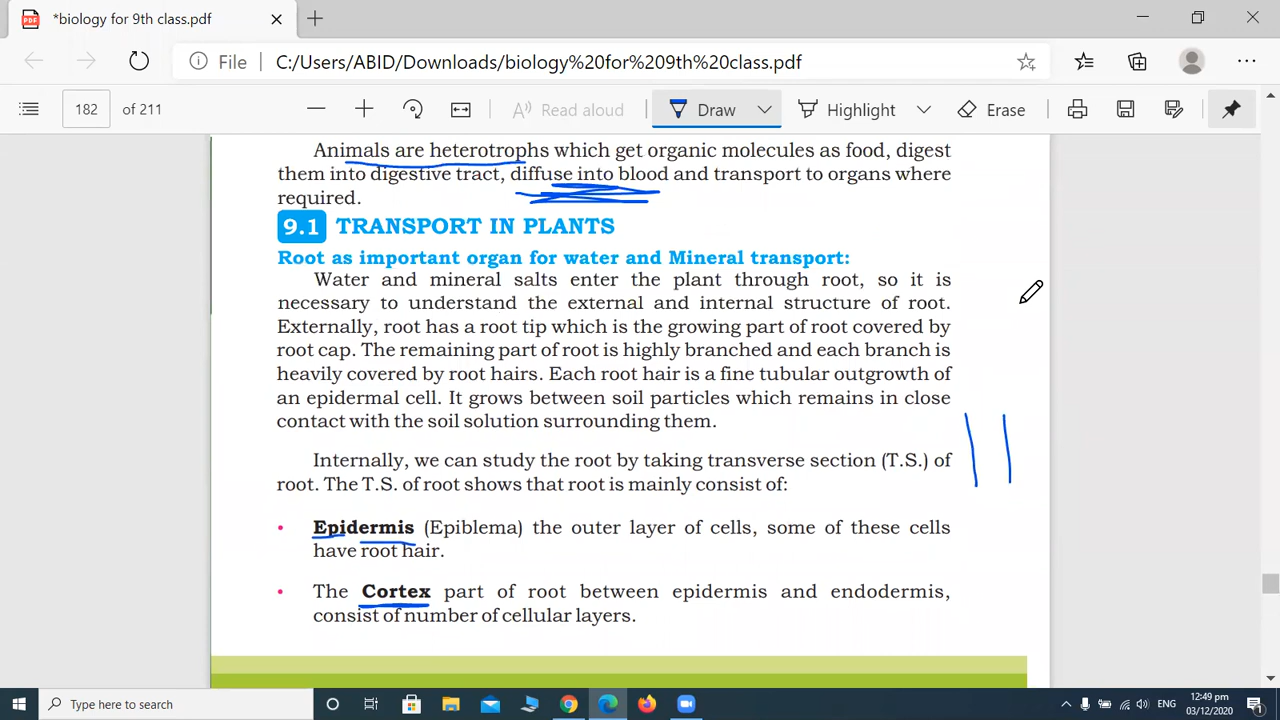 *biology for 9th class.pdf
File C:/Users/ABID/Downloads/biology%20for%209th%20class.pdf
182 of 211 Read aloud Draw Highlight Erase
Animals are heterotrophs which get organic molecules as food, digest
them into digestive tract, diffuse into blood and transport to organs where
required.
9.1 TRANSPORT IN PLANTS
Root as important organ for water and Mineral transport:
Water and mineral salts enter the plant through root, so it is
necessary to understand the external and internal structure of root.
Externally, root has a root tip which is the growing part of root covered by
root cap. The remaining part of root is highly branched and each branch is
heavily covered by root hairs. Each root hair is a fine tubular outgrowth of
an epidermal cell. It grows between soil particles which remains in close
contact with the soil solution surrounding them.
Internally, we can study the root by taking transverse section (T.S.) of
root. The T.S. of root shows that root is mainly consist of:
• Epidermis (Epiblema) the outer layer of cells, some of these cells
have root hair.
• The Cortex part of root between epidermis and endodermis,
consist of number of cellular layers.
Type here to search ENG 12:49 pm
03/12/2020